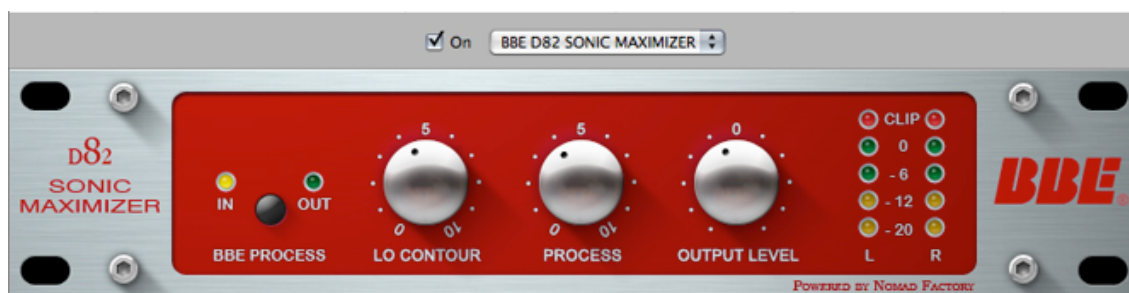 On BBE D82 SONIC MAXIMIZER
D82
SONIC
MAXIMIZER
IN OUT
BBE PROCESS
5
0 10
LO CONTOUR
5
0 10
PROCESS
0
OUTPUT LEVEL
CLIP
0
- 6
- 12
- 20
L R
BBE®
POWERED BY NOMAD FACTORY